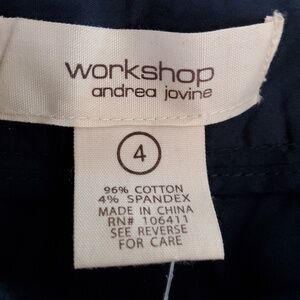 workshop
andrea jovine
4
96% COTTON
4% SPANDEX
MADE IN CHINA
RN# 106411
SEE REVERSE
FOR CARE